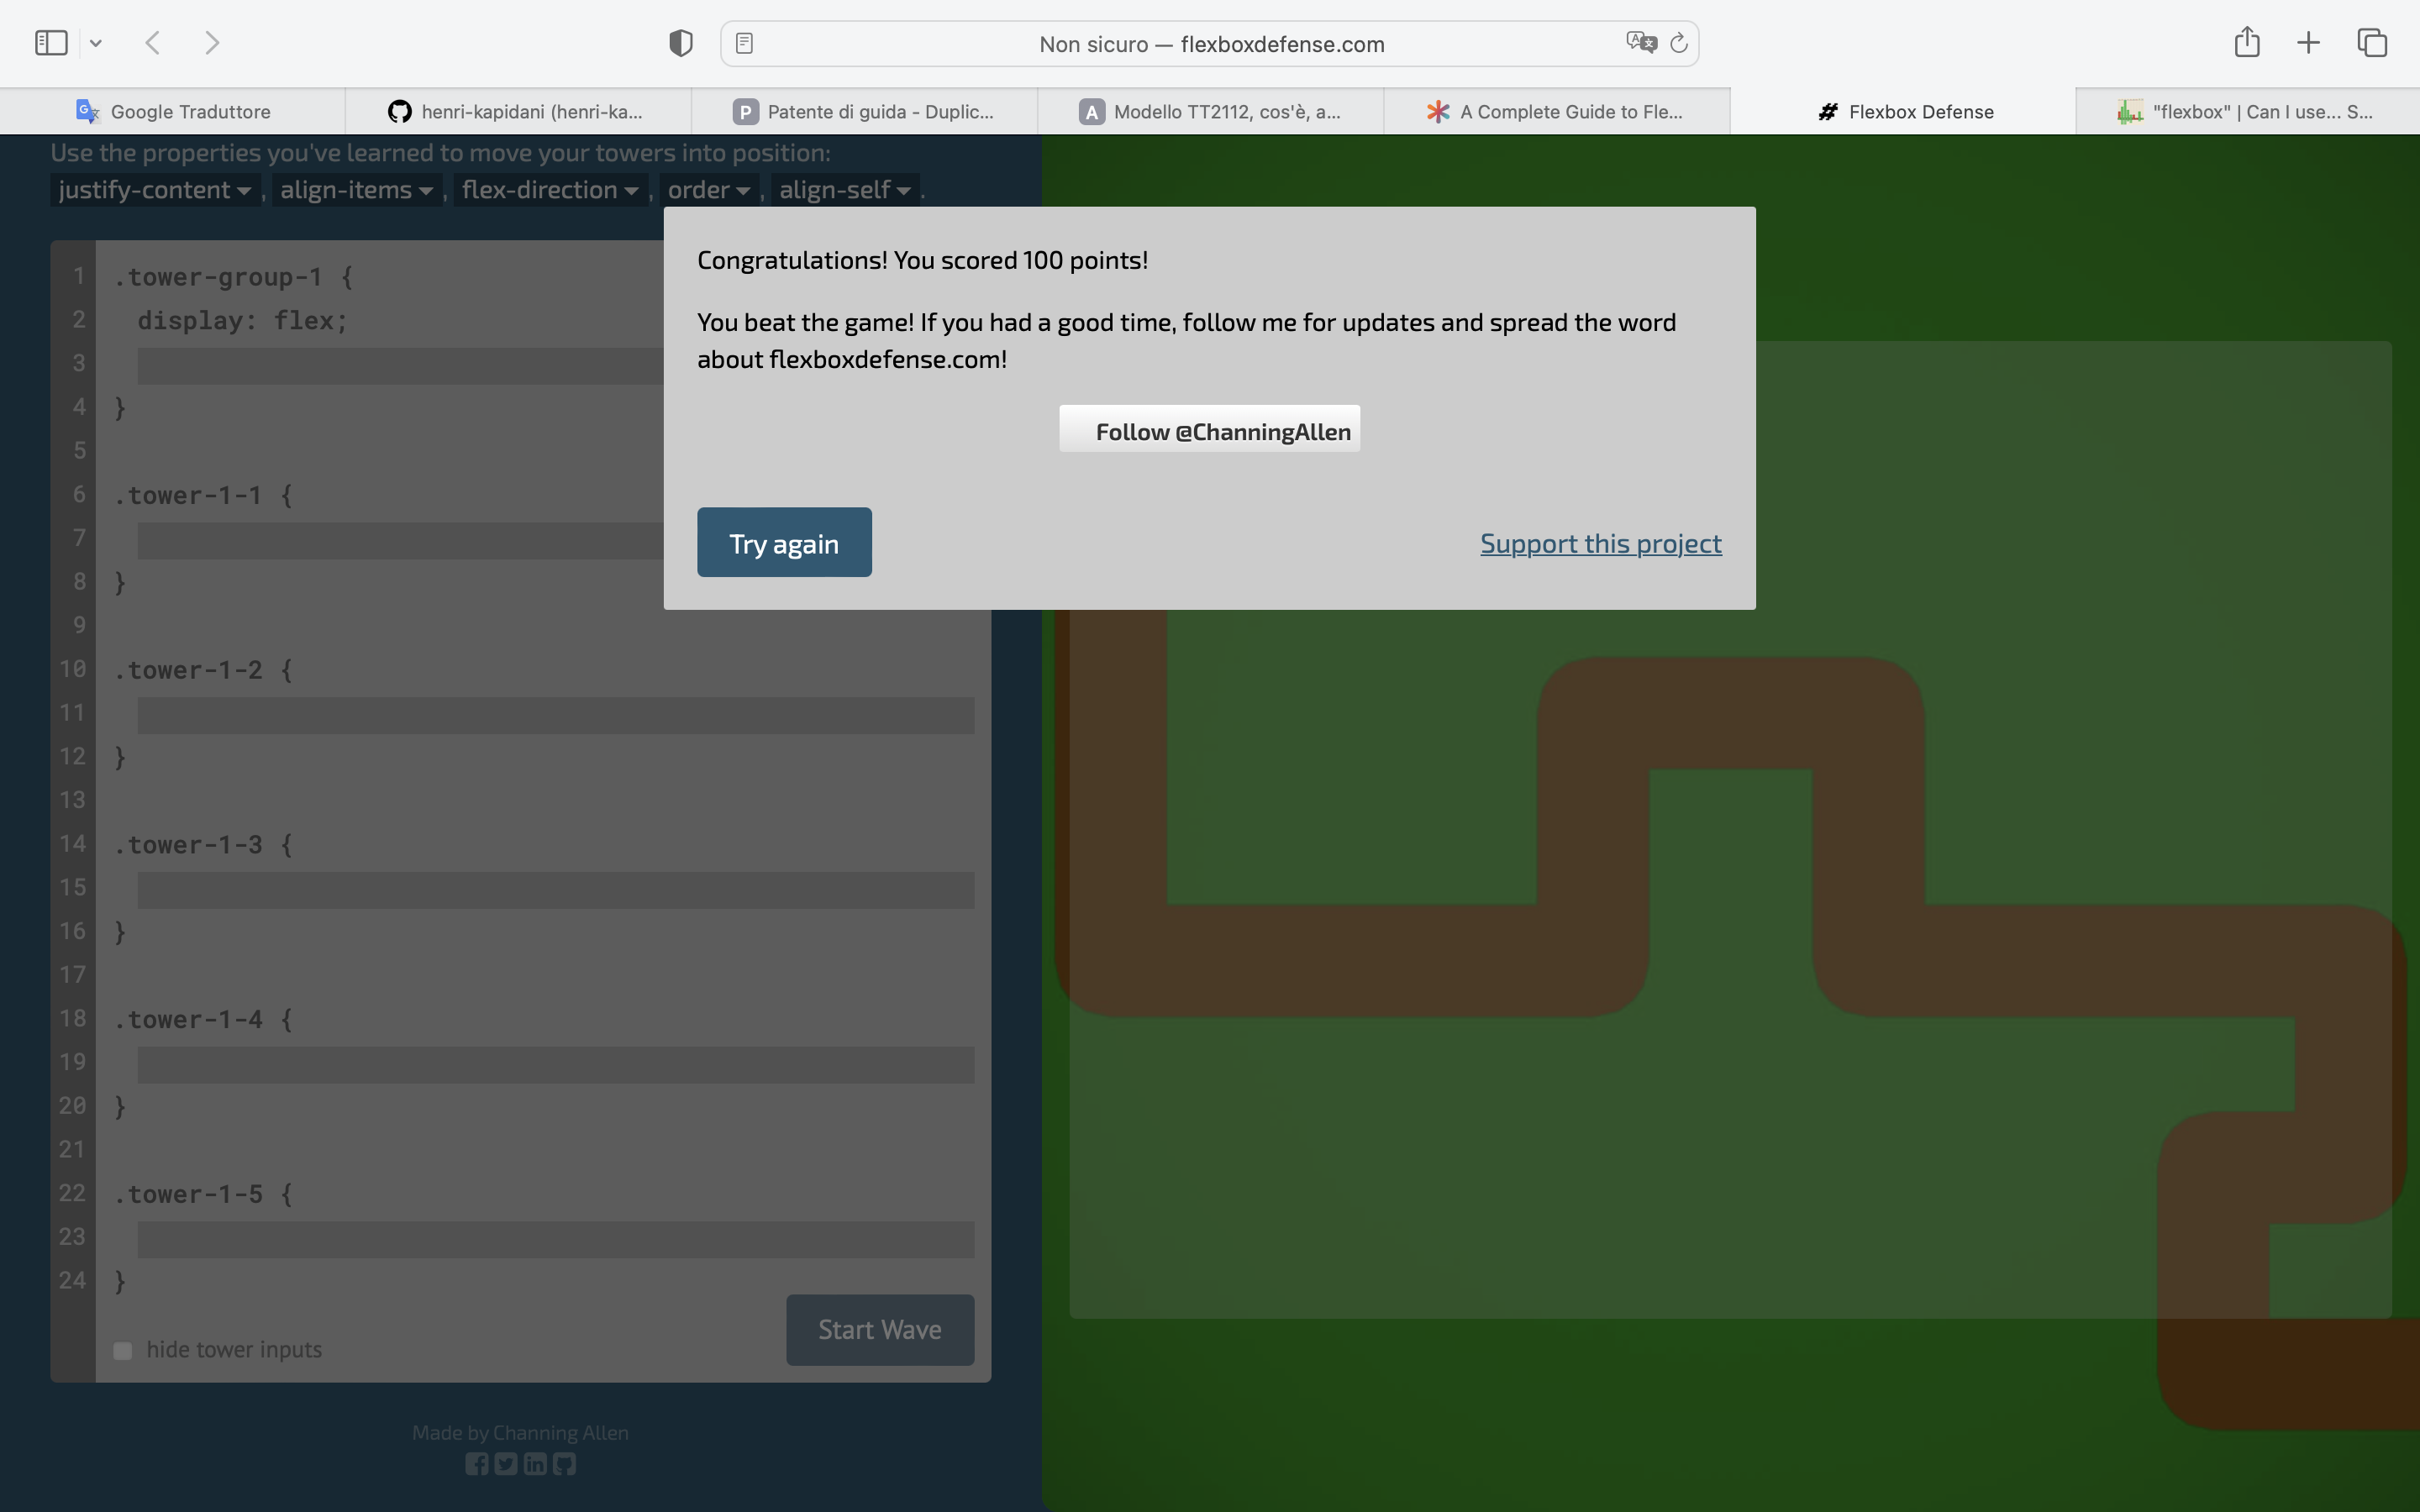 Non sicuro — flexboxdefense.com
Google Traduttore
henri-kapidani (henri-ka...
P Patente di guida - Duplic...
A Modello TT2112, cos'è, a...
A Complete Guide to Fle...
Flexbox Defense
"flexbox" | Can I use... S...
Use the properties you've learned to move your towers into position:
justify-content , align-items , flex-direction , order , align-self .
Congratulations! You scored 100 points!
You beat the game! If you had a good time, follow me for updates and spread the word
about flexboxdefense.com!
Follow @ChanningAllen
Try again
Support this project
1 .tower-group-1 {
2 display: flex;
3
4 }
5
6 .tower-1-1 {
7
8 }
9
10 .tower-1-2 {
11
12 }
13
14 .tower-1-3 {
15
16 }
17
18 .tower-1-4 {
19
20 }
21
22 .tower-1-5 {
23
24 }
hide tower inputs
Start Wave
Made by Channing Allen